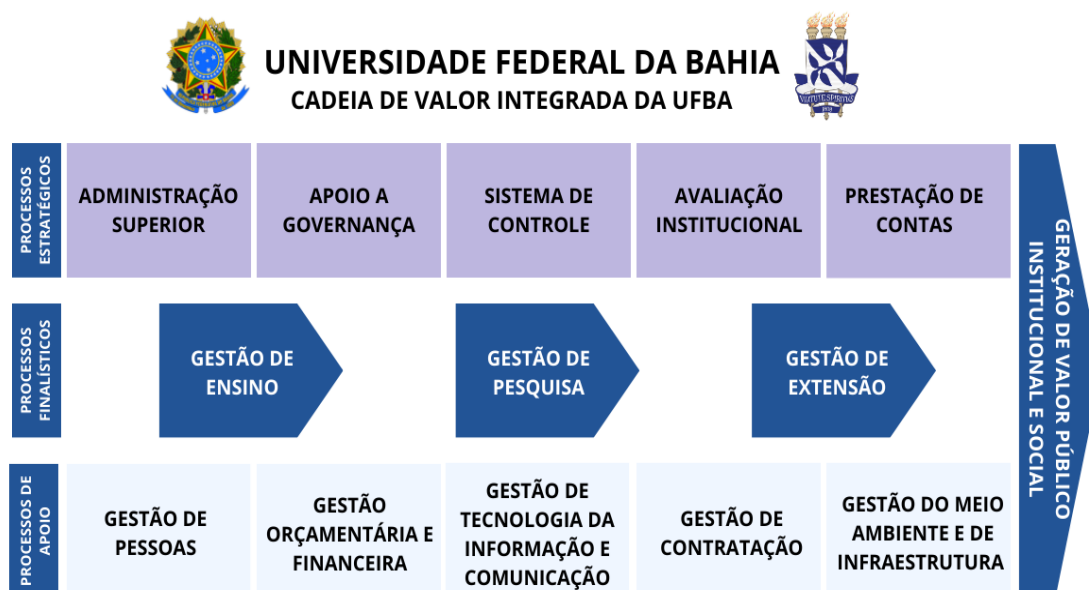 UNIVERSIDADE FEDERAL DA BAHIA
CADEIA DE VALOR INTEGRADA DA UFBA
VIRTUTE SPIRITUS
PROCESSOS
ESTRATÉGICOS
ADMINISTRAÇÃO
SUPERIOR
APOIO A
GOVERNANÇA
SISTEMA DE
CONTROLE
AVALIAÇÃO
INSTITUCIONAL
PRESTAÇÃO DE
CONTAS
PROCESSOS
FINALÍSTICOS
GESTÃO DE
ENSINO
GESTÃO DE
PESQUISA
GESTÃO DE
EXTENSÃO
PROCESSOS DE
APOIO
GESTÃO DE
PESSOAS
GESTÃO
ORÇAMENTÁRIA E
FINANCEIRA
GESTÃO DE
TECNOLOGIA DA
INFORMAÇÃO E
COMUNICAÇÃO
GESTÃO DE
CONTRATAÇÃO
GESTÃO DO MEIO
AMBIENTE E DE
INFRAESTRUTURA
GERAÇÃO DE VALOR PÚBLICO
INSTITUCIONAL E SOCIAL